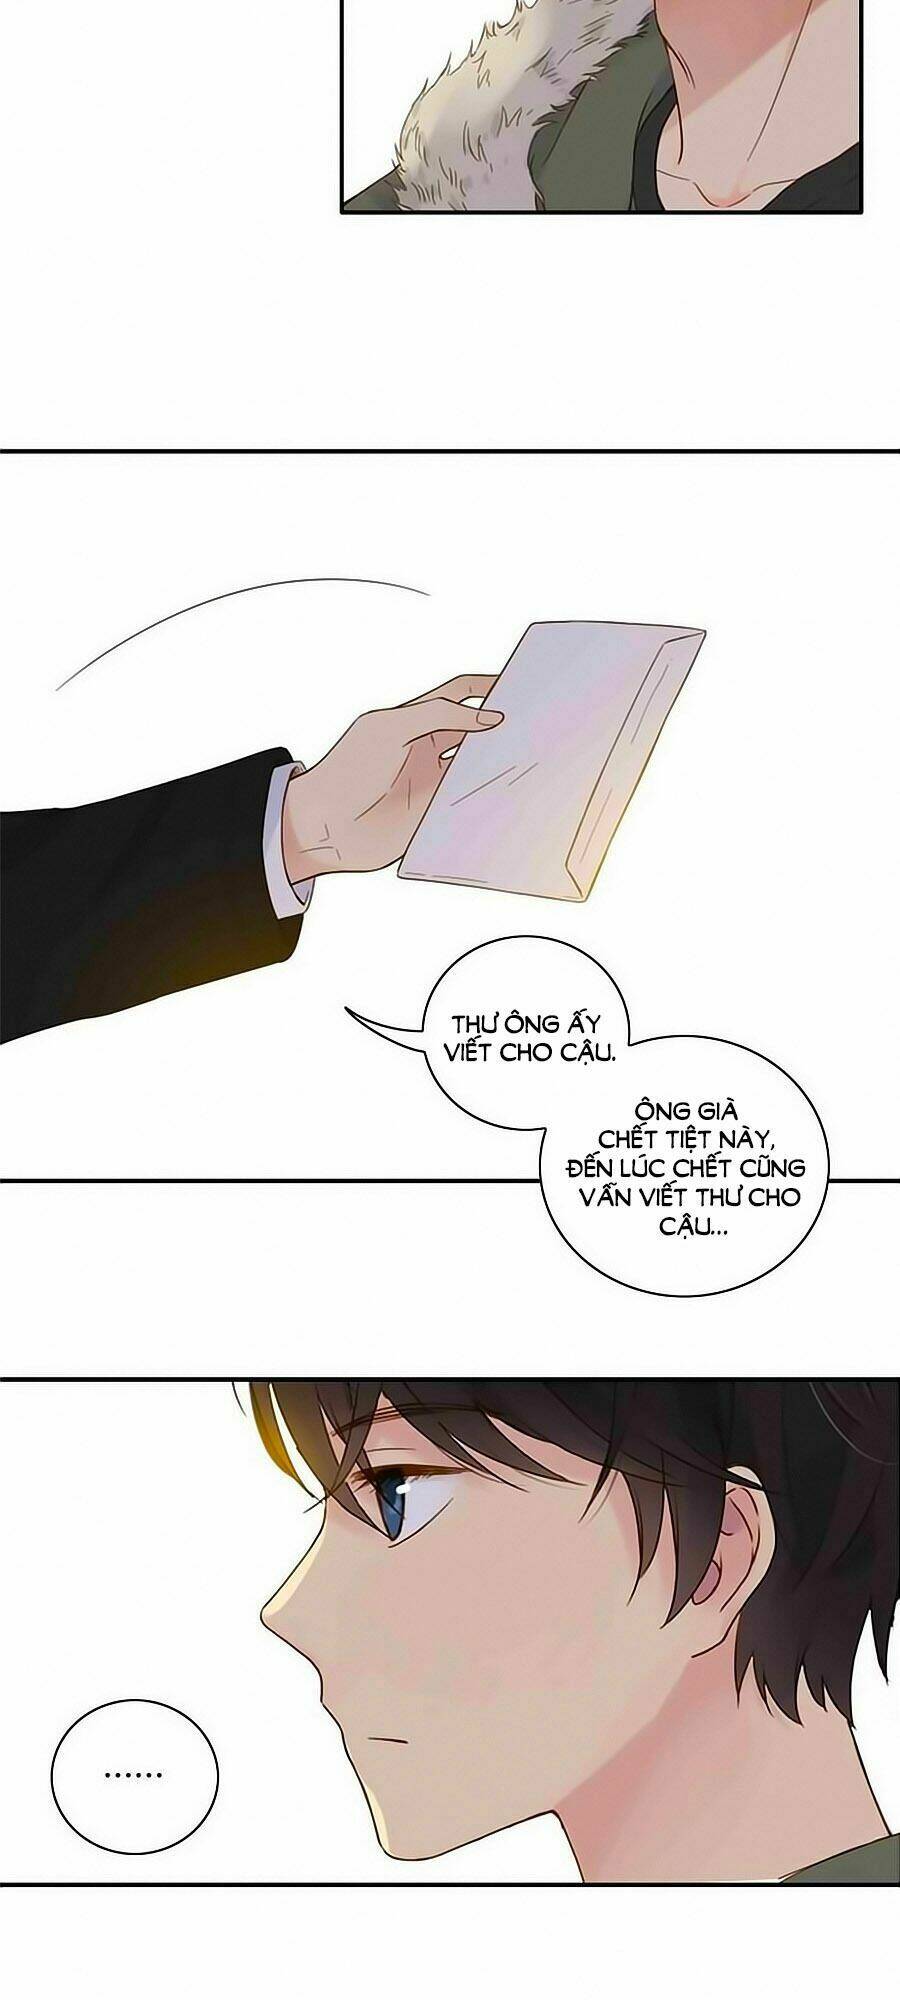 THƯ ÔNG ẤY
VIẾT CHO CẬU.
ÔNG GIÀ
CHẾT TIỆT NÀY,
ĐẾN LÚC CHẾT CŨNG
VẪN VIẾT THƯ CHO
CẬU...
......